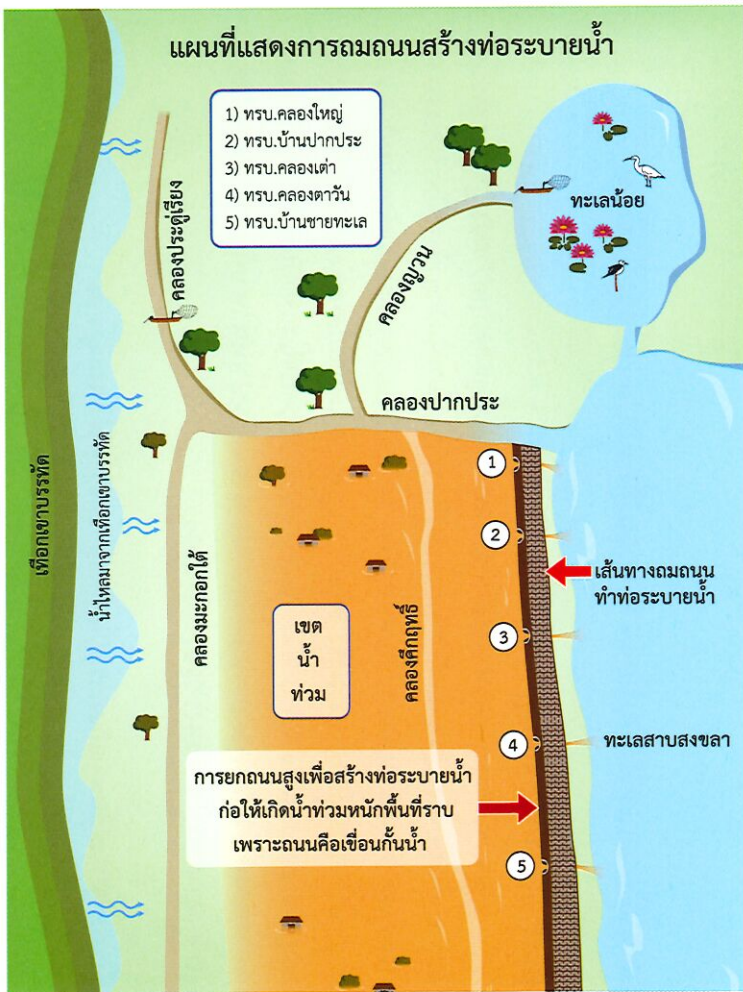 แผนที่แสดงการถมถนนสร้างท่อระบายน้ำ
1) ทรบ.คลองใหญ่
2) ทรบ.บ้านปากประ
3) ทรบ.คลองเต่า
4) ทรบ.คลองตาวัน
5) ทรบ.บ้านชายทะเล
ทะเลน้อย
คลองประดู่เรียง
คลองญวน
คลองปากประ
เทือกเขาบรรทัด
น้ำไหลมาจากเทือกเขาบรรทัด
คลองมะกอกใต้
คลองคึกฤทธิ์
1
2
3
4
5
เส้นทางถมถนน
ทำท่อระบายน้ำ
เขต
น้ำ
ท่วม
ทะเลสาบสงขลา
การยกถนนสูงเพื่อสร้างท่อระบายน้ำ
ก่อให้เกิดน้ำท่วมหนักพื้นที่ราบ
เพราะถนนคือเขื่อนกั้นน้ำ